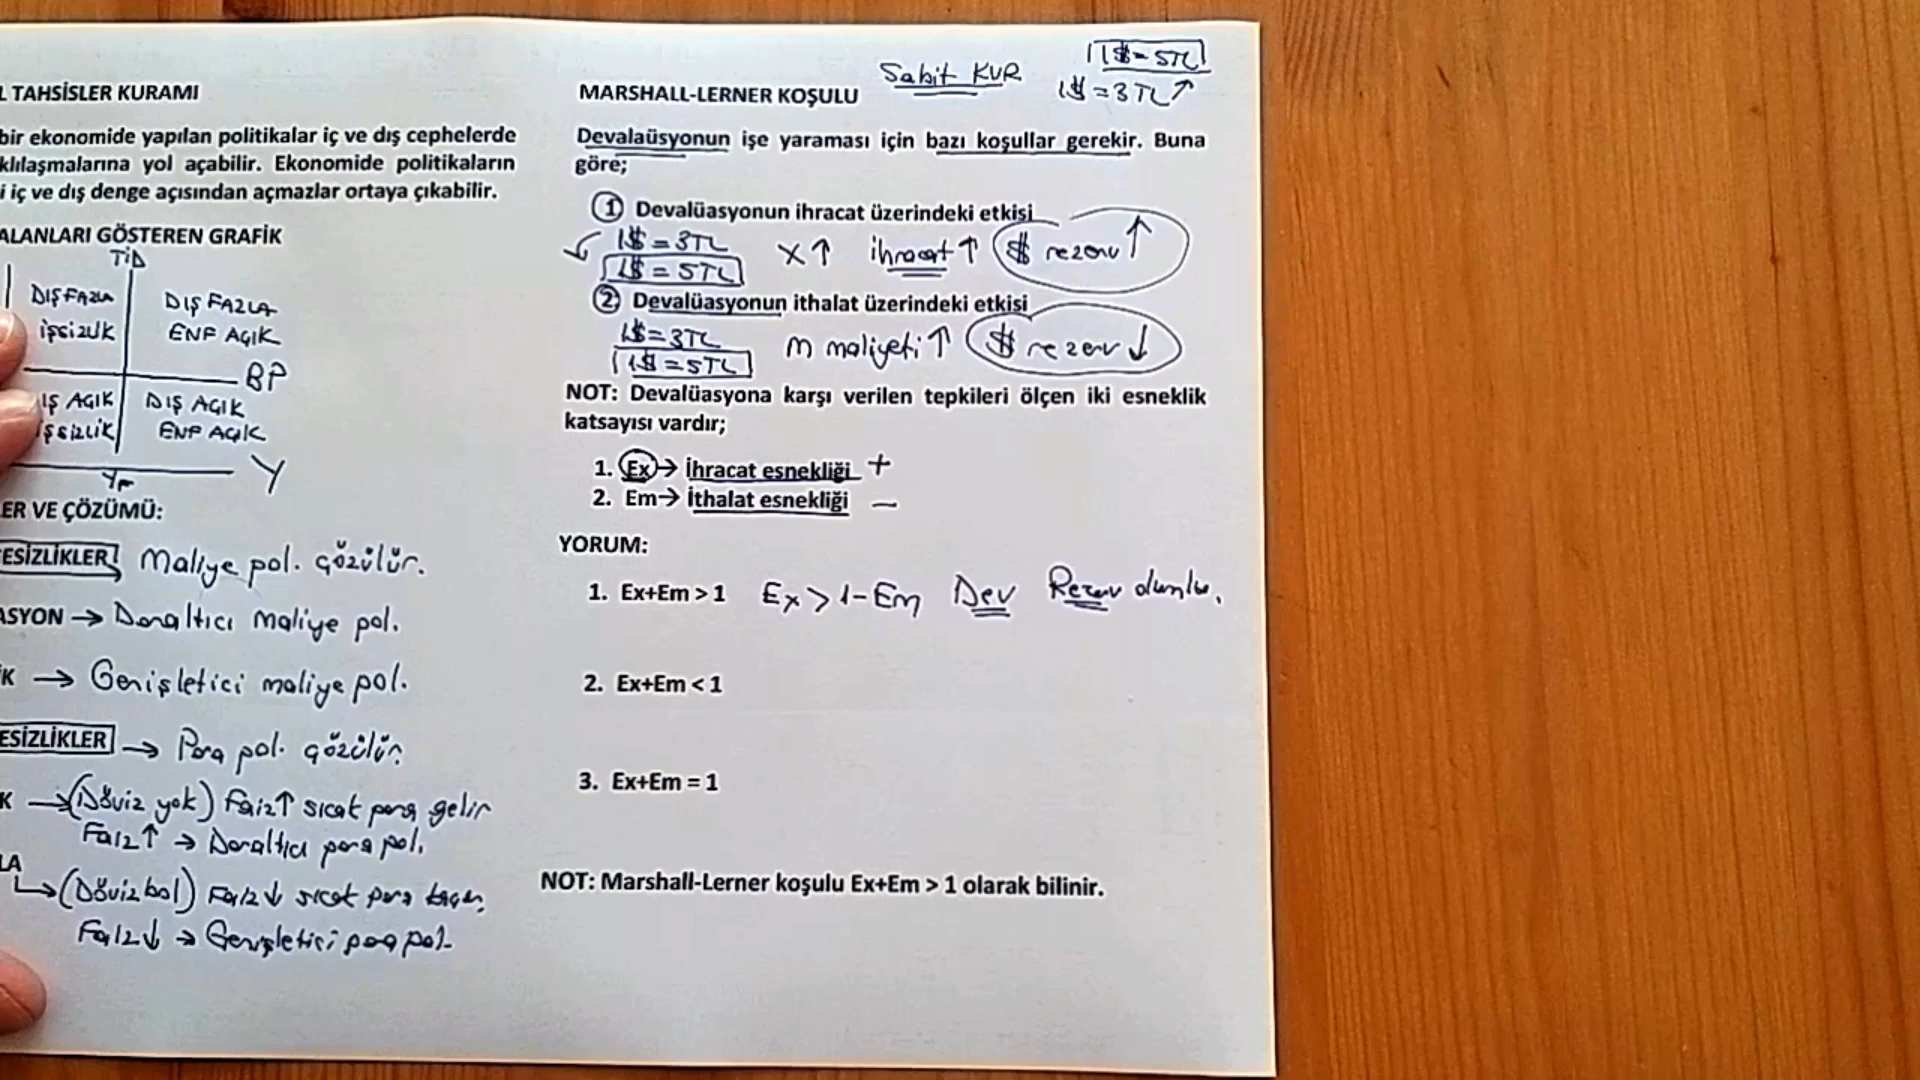 L TAHSİSLER KURAMI
bir ekonomide yapılan politikalar iç ve dış cephelerde
klılaşmalarına yol açabilir. Ekonomide politikaların
i iç ve dış denge açısından açmazlar ortaya çıkabilir.
ALANLARI GÖSTEREN GRAFİK
TİD
DIŞ FAZLA
İŞSİZLİK
DIŞ FAZLA
ENF AÇIK
BP
IŞ AÇIK
İŞSİZLİK
DIŞ AÇIK
ENF AÇIK
Y
YF
ER VE ÇÖZÜMÜ:
ESİZLİKLER Maliye pol. çözülür.
ASYON → Daraltıcı maliye pol.
K → Genişletici maliye pol.
ESİZLİKLER → Para pol. çözülür.
K → (Döviz yok) Faiz↑ sıcak para gelir
Faiz↑ → Daraltıcı para pol.
LA
→ (Döviz bol) Faiz↓ sıcak para
Faiz↓ → Genişletici para pol.
MARSHALL-LERNER KOŞULU Sabit KUR
1$ = 5TL
1$ = 3TL↑
Devalaüsyonun işe yaraması için bazı koşullar gerekir. Buna
göre;
1 Devalüasyonun ihracat üzerindeki etkisi
1$ = 3TL
1$ = 5TL
X↑ ihracat↑ $ rezerv↑
2 Devalüasyonun ithalat üzerindeki etkisi
1$ = 3TL
1$ = 5TL
m maliyeti↑ $ rezerv↓
NOT: Devalüasyona karşı verilen tepkileri ölçen iki esneklik
katsayısı vardır;
1. Ex→ İhracat esnekliği +
2. Em→ İthalat esnekliği −
YORUM:
1. Ex+Em > 1 Ex > 1-Em Dev Rezerv olumlu.
2. Ex+Em < 1
3. Ex+Em = 1
NOT: Marshall-Lerner koşulu Ex+Em > 1 olarak bilinir.